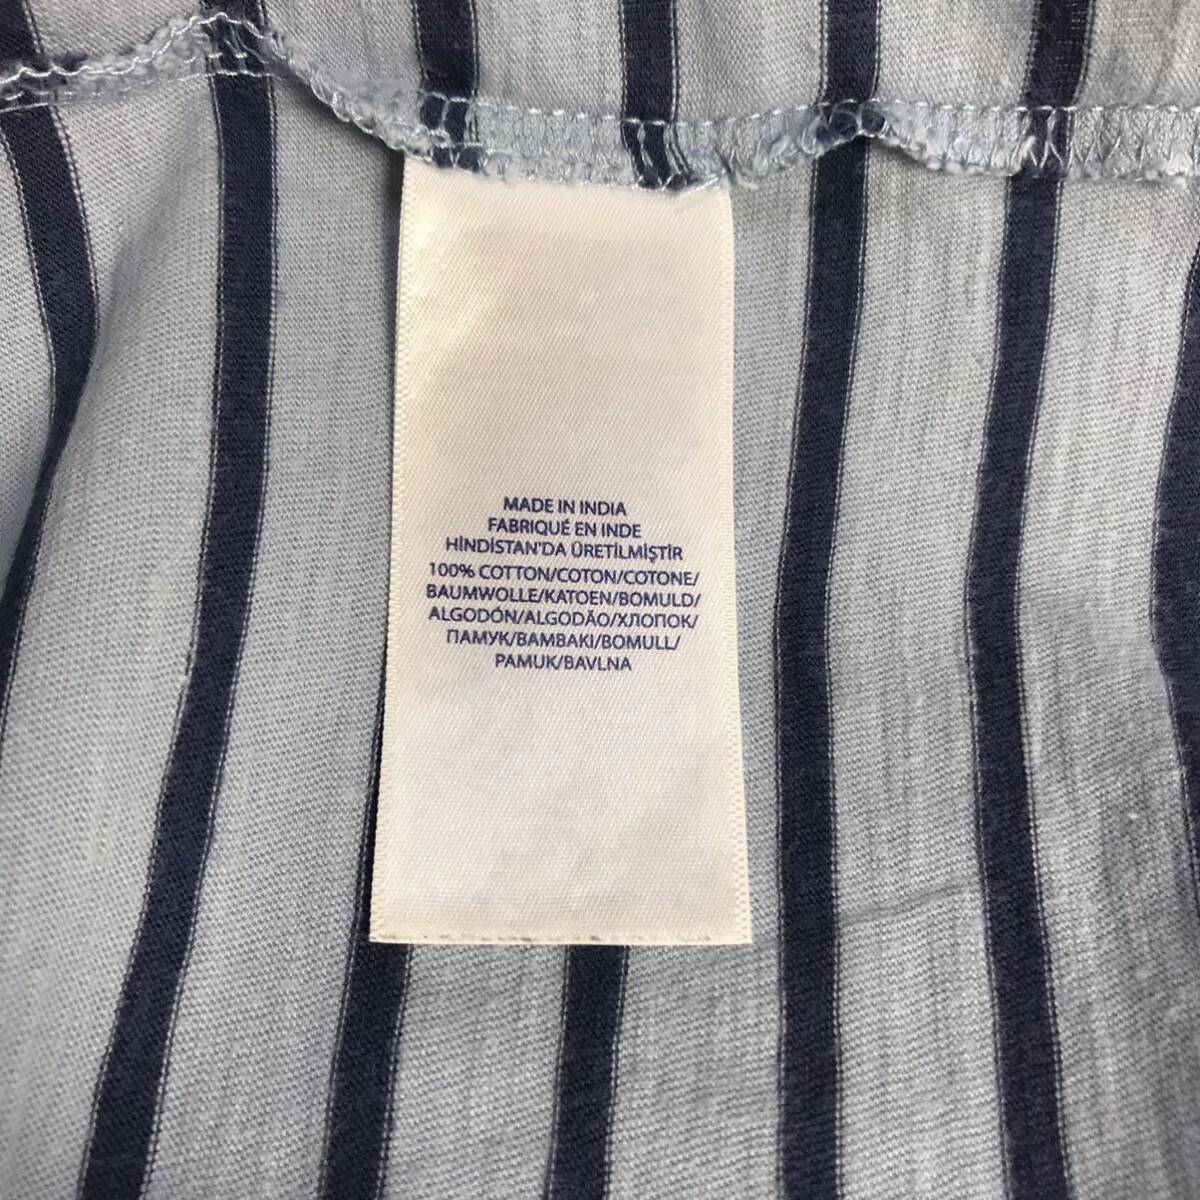 MADE IN INDIA
FABRIQUÉ EN INDE
HİNDİSTAN'DA ÜRETİLMİŞTİR
100% COTTON/COTON/COTONE/
BAUMWOLLE/KATOEN/BOMULD/
ALGODÓN/ALGODÃO/ХЛОПОК/
ПАМУК/BAMBAKI/BOMULL/
PAMUK/BAVLNA